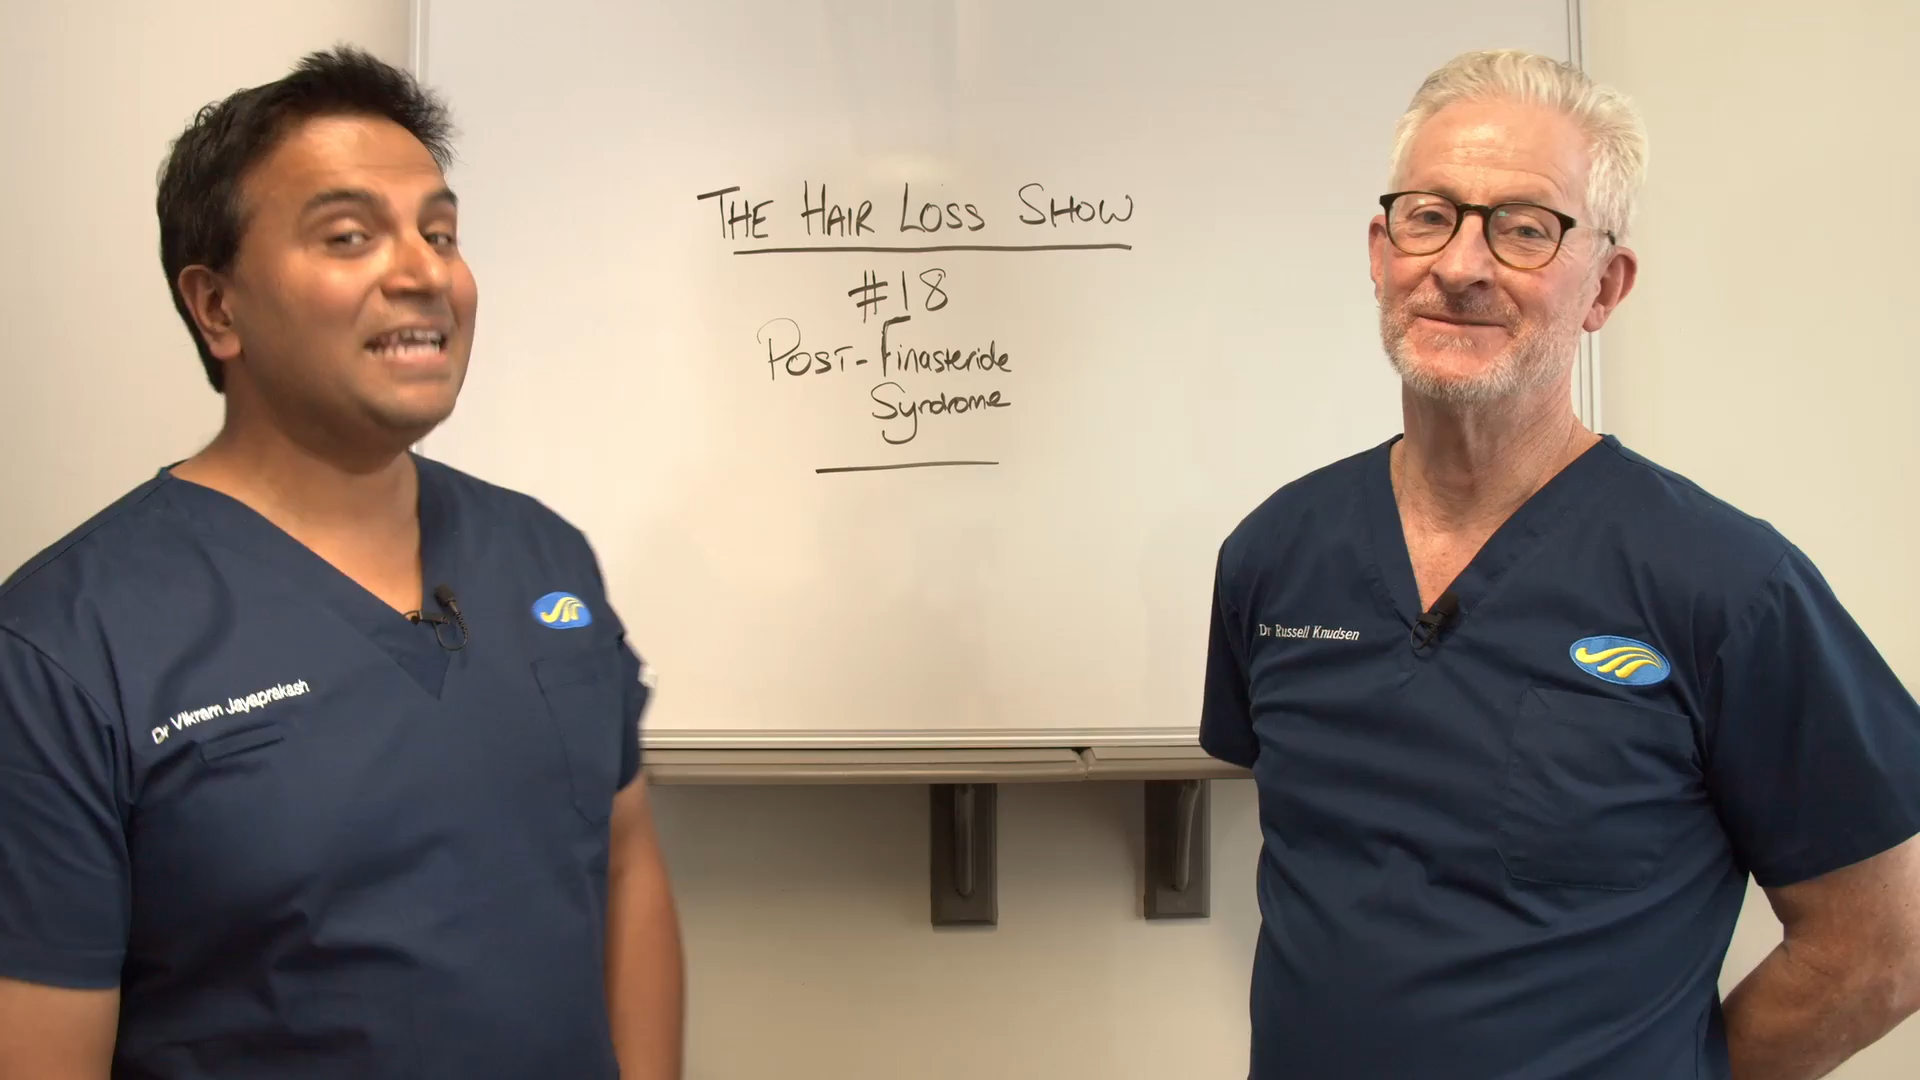 THE HAIR LOSS SHOW
#18
POST-Finasteride
Syndrome
Dr Vikram Jayaprakash
Dr Russell Knudsen